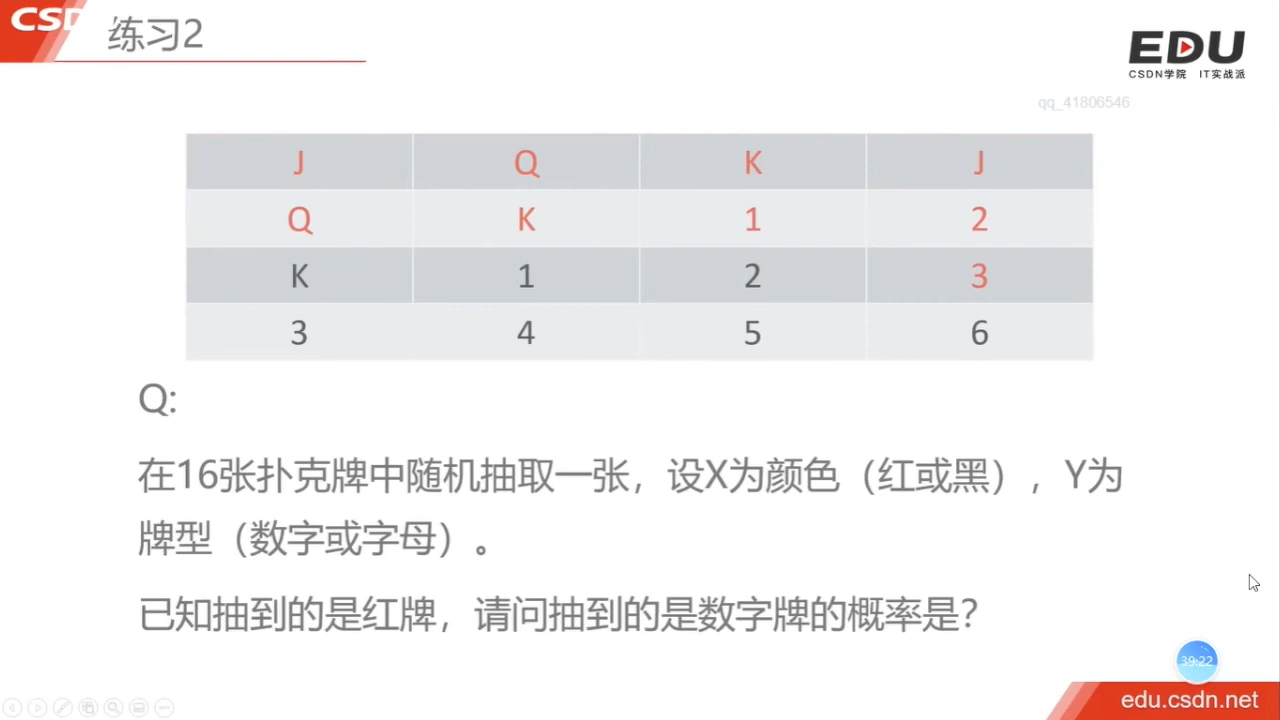 CSD
练习2
EDU
CSDN学院 IT实战派
qq_41806546
J Q K J
Q K 1 2
K 1 2 3
3 4 5 6
Q:
在16张扑克牌中随机抽取一张，设X为颜色（红或黑），Y为
牌型（数字或字母）。
已知抽到的是红牌，请问抽到的是数字牌的概率是？
39:22
edu.csdn.net